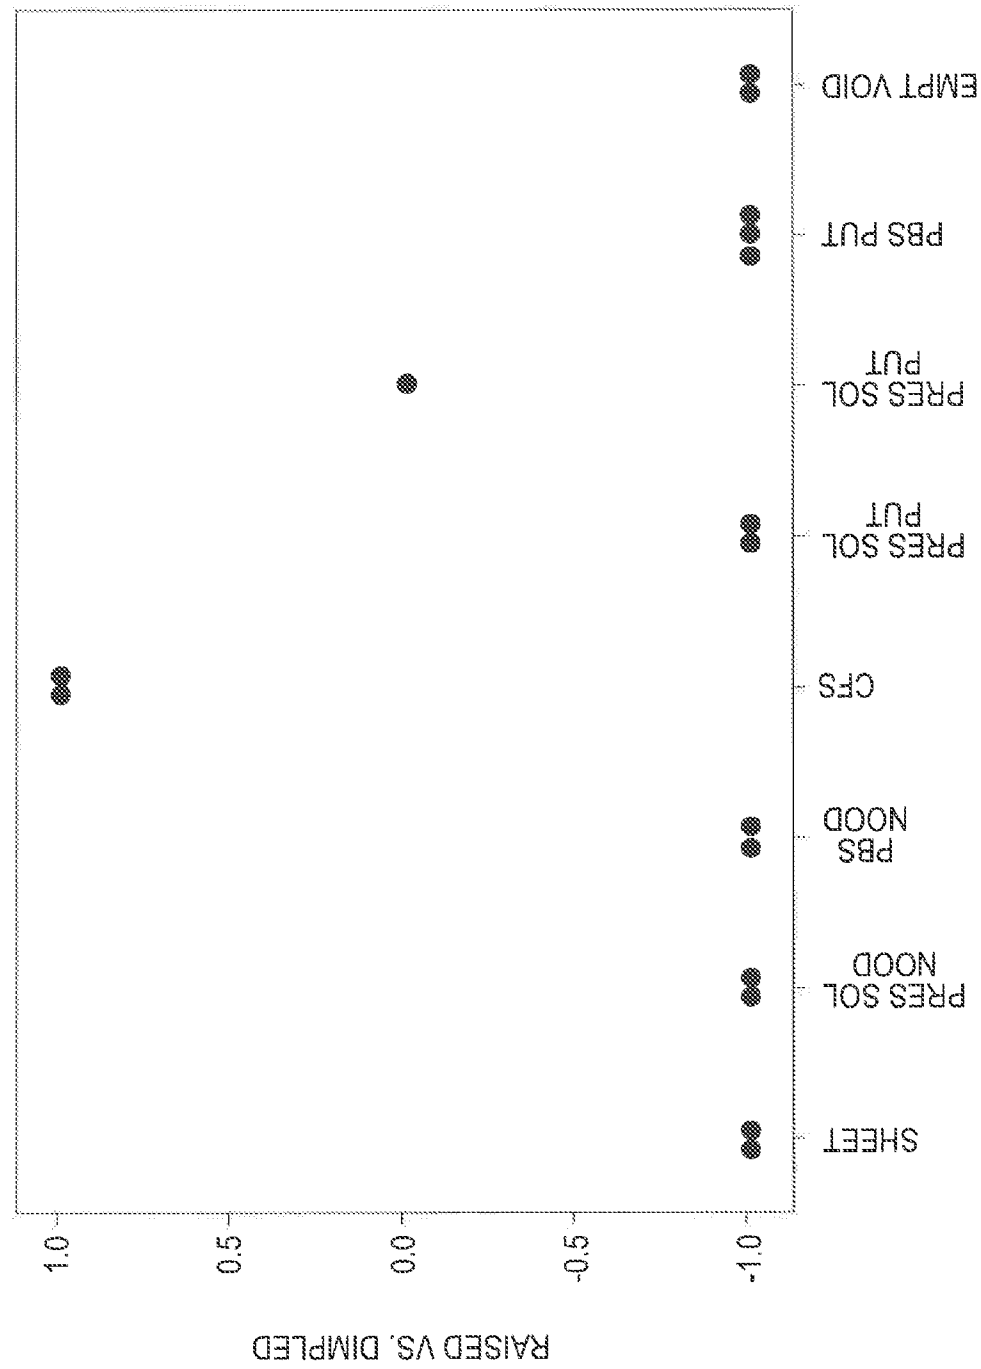 RAISED VS. DIMPLED
1.0
0.5
0.0
-0.5
-1.0
SHEET
PRES SOL
NOOD
PBS
NOOD
CFS
PRES SOL
PUT
PRES SOL
PUT
PBS PUT
EMPT VOID